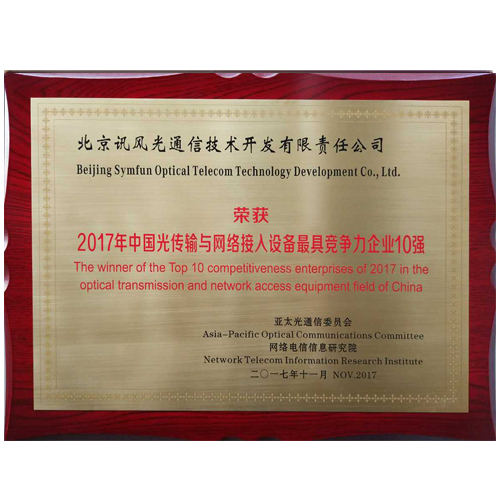 北京讯风光通信技术开发有限责任公司
Beijing Symfun Optical Telecom Technology Development Co., Ltd.
荣获
2017年中国光传输与网络接入设备最具竞争力企业10强
The winner of the Top 10 competitiveness enterprises of 2017 in the
optical transmission and network access equipment field of China
亚太光通信委员会
Asia-Pacific Optical Communications Committee
网络电信信息研究院
Network Telecom Information Research Institute
二〇一七年十一月 NOV.2017